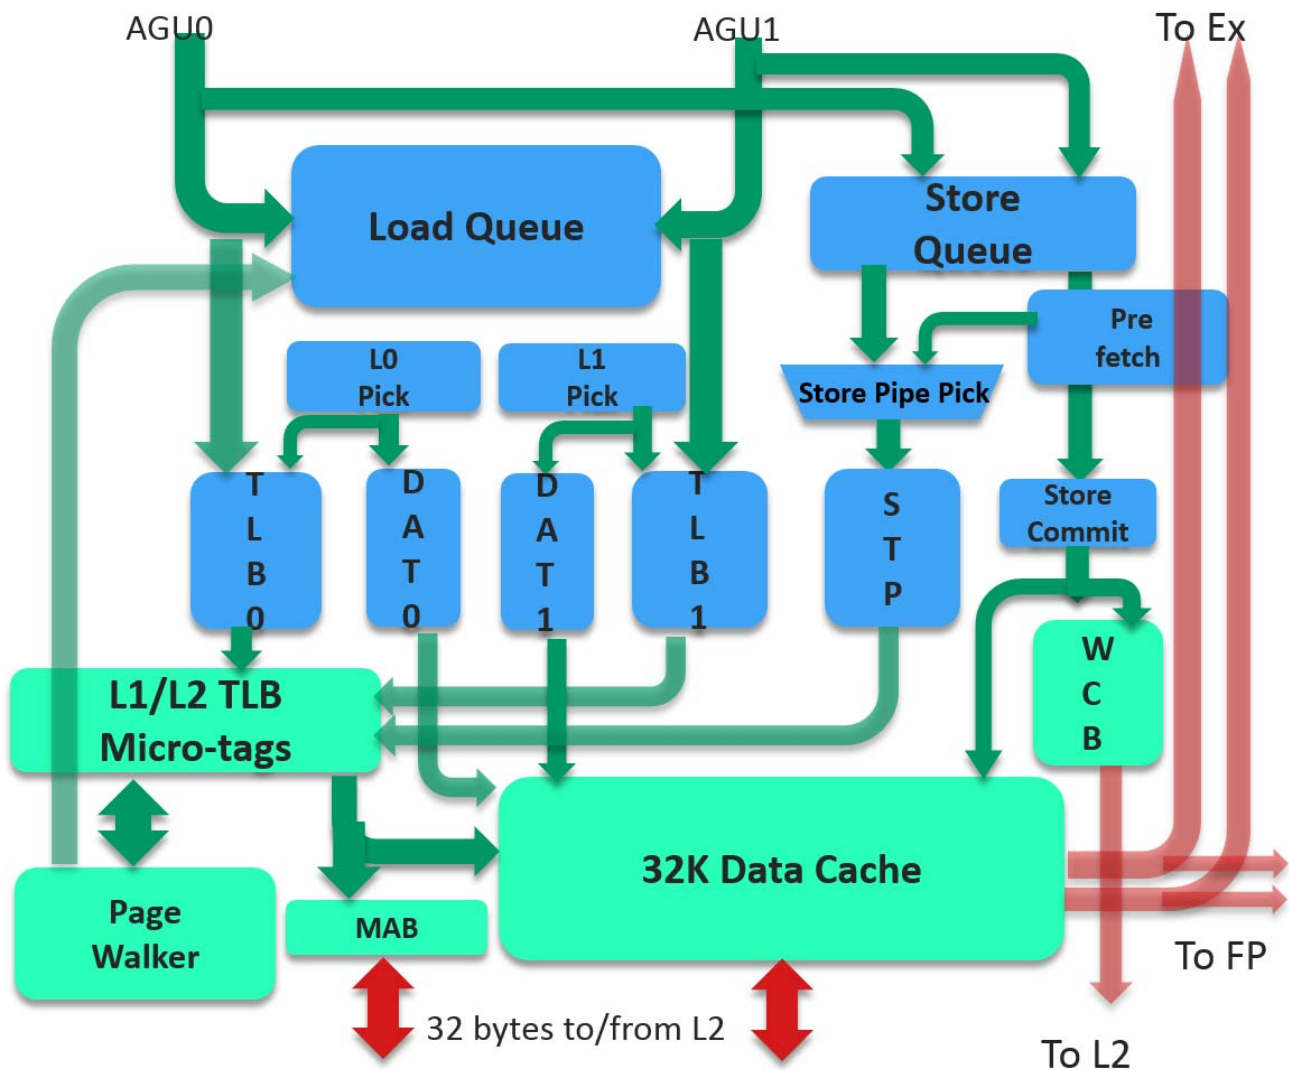 AGU0
AGU1
To Ex
Load Queue
Store
Queue
L0
Pick
L1
Pick
Pre
fetch
Store Pipe Pick
T
L
B
0
D
A
T
0
D
A
T
1
T
L
B
1
S
T
P
Store
Commit
W
C
B
L1/L2 TLB
Micro-tags
32K Data Cache
Page
Walker
MAB
To FP
32 bytes to/from L2
To L2